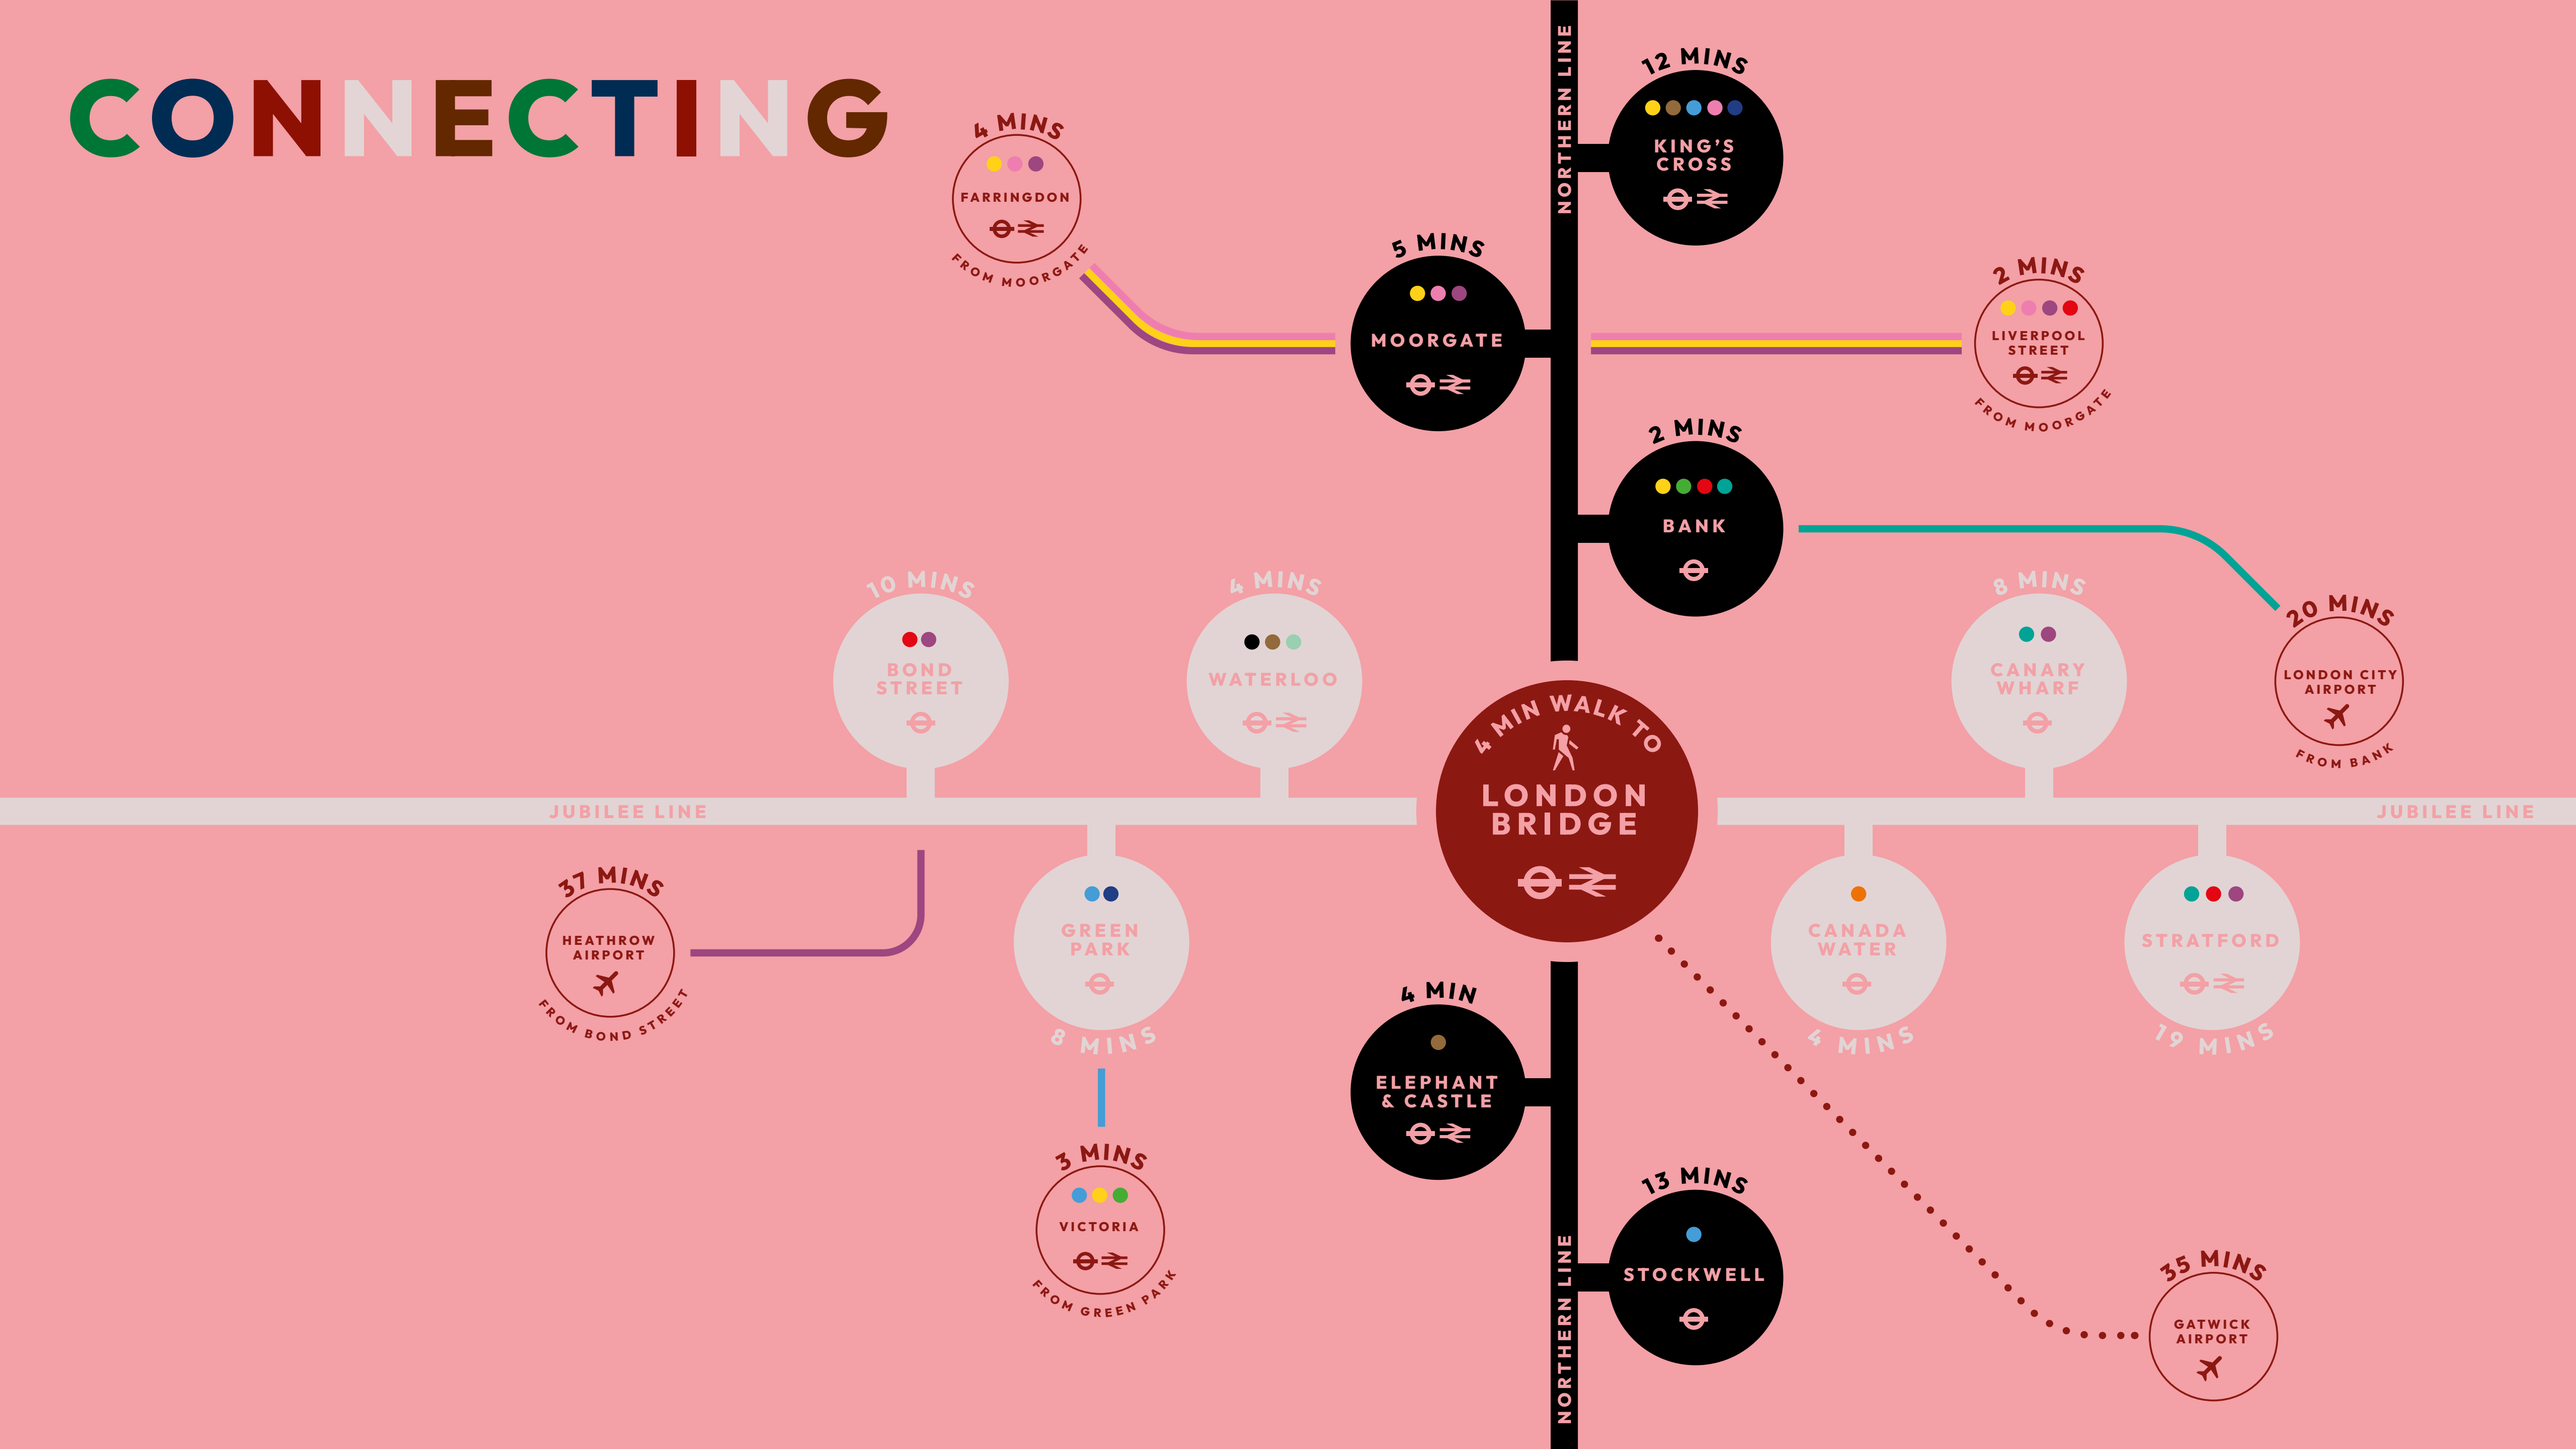 CONNECTING
NORTHERN LINE
12 MINS
KING'S
CROSS
4 MINS
FARRINGDON
FROM MOORGATE
5 MINS
MOORGATE
2 MINS
LIVERPOOL
STREET
FROM MOORGATE
2 MINS
BANK
10 MINS
BOND
STREET
4 MINS
WATERLOO
8 MINS
CANARY
WHARF
20 MINS
LONDON CITY
AIRPORT
FROM BANK
4 MIN WALK TO
LONDON
BRIDGE
JUBILEE LINE
JUBILEE LINE
37 MINS
HEATHROW
AIRPORT
FROM BOND STREET
GREEN
PARK
8 MINS
CANADA
WATER
4 MINS
STRATFORD
19 MINS
4 MIN
ELEPHANT
& CASTLE
3 MINS
VICTORIA
FROM GREEN PARK
13 MINS
STOCKWELL
NORTHERN LINE
35 MINS
GATWICK
AIRPORT